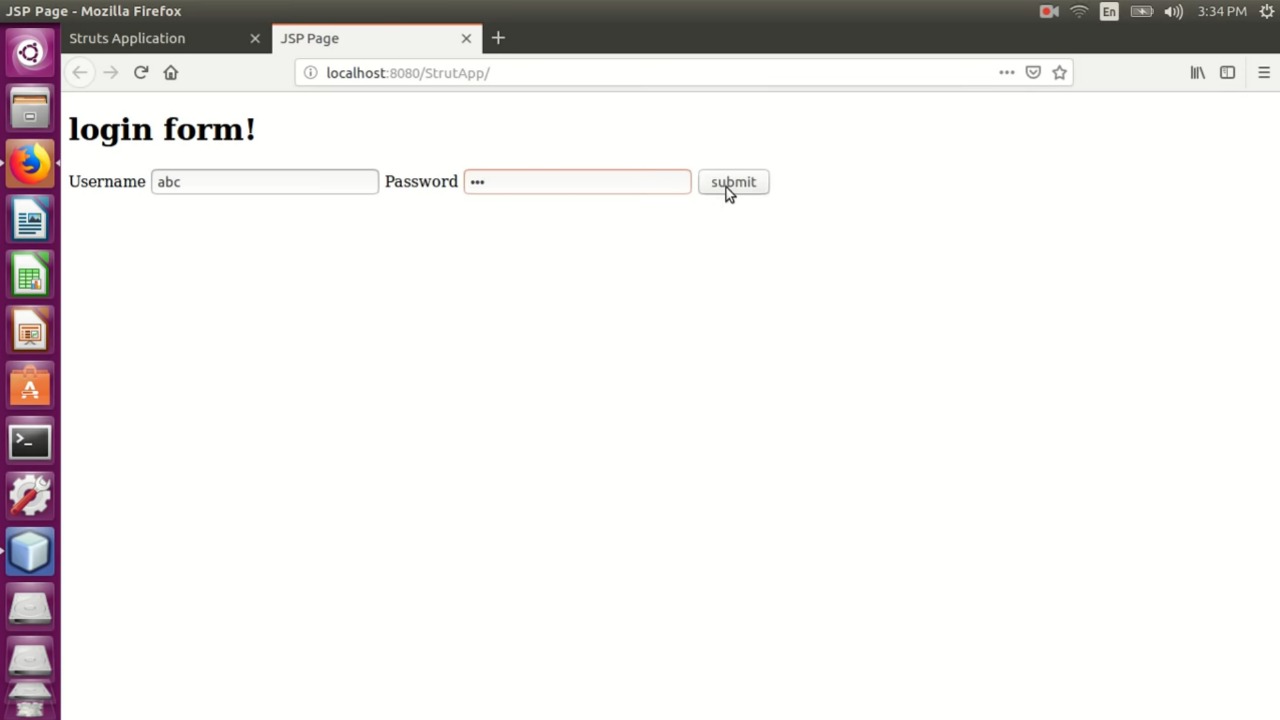 JSP Page - Mozilla Firefox
En
3:34 PM
Struts Application
JSP Page
localhost:8080/StrutApp/
login form!
Username abc Password ••• submit